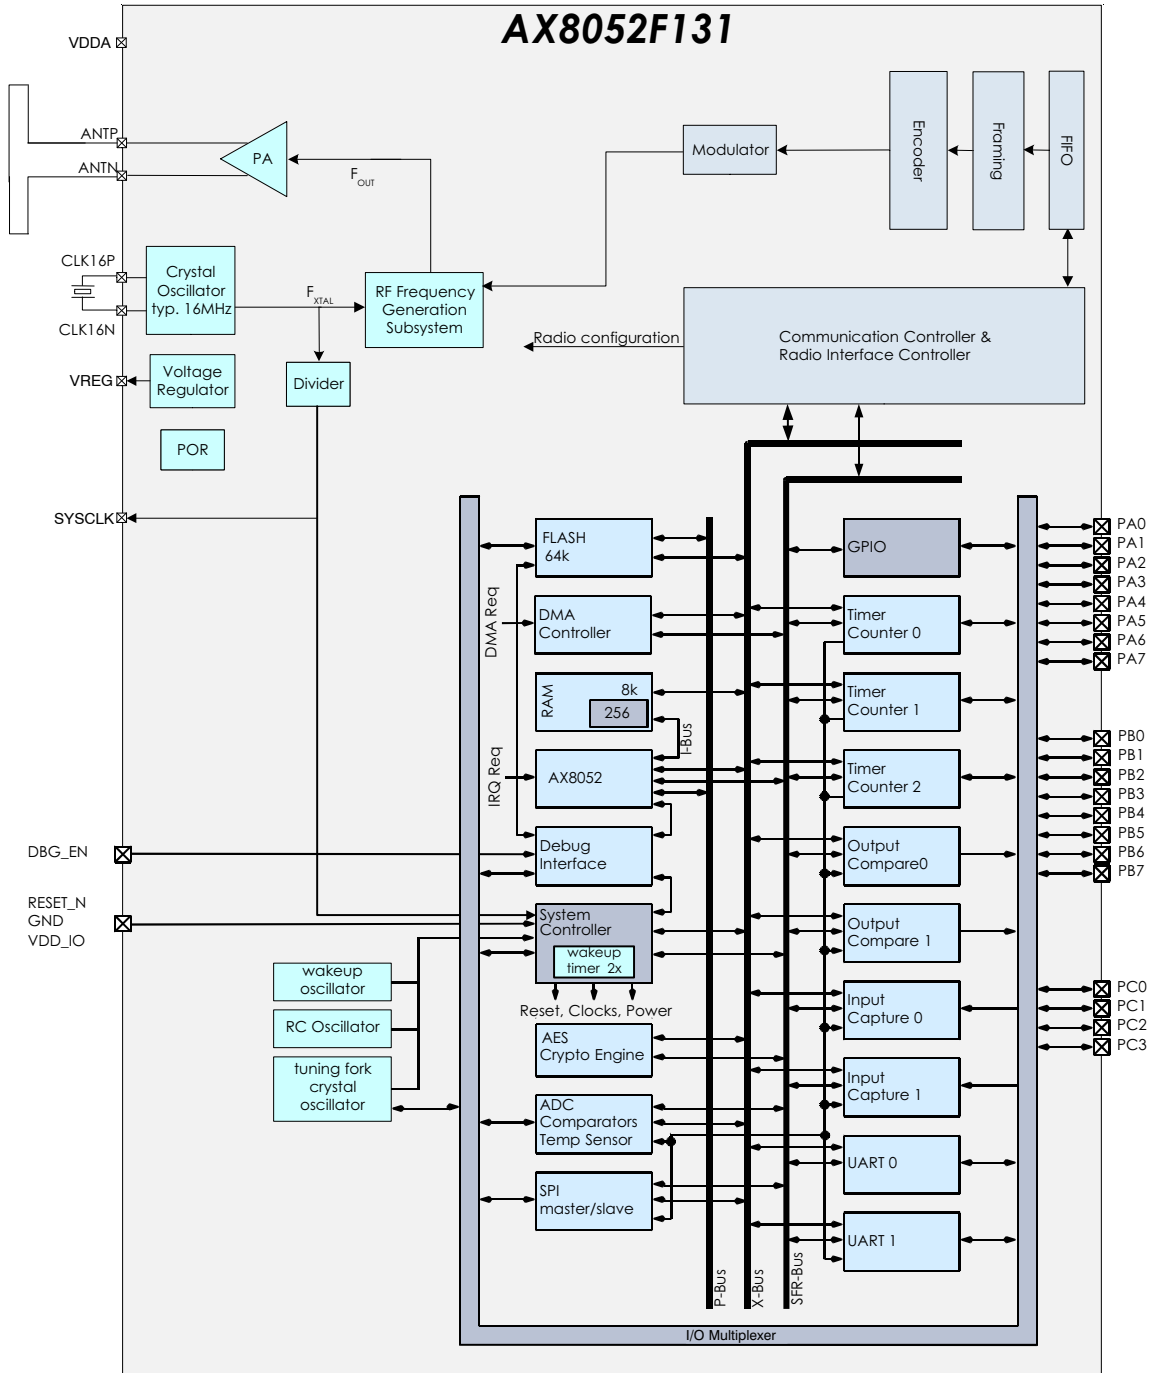 AX8052F131
VDDA
ANTP
ANTN
PA
F OUT
Modulator
Encoder
Framing
FIFO
CLK16P
CLK16N
Crystal
Oscillator
typ. 16MHz
F XTAL
RF Frequency
Generation
Subsystem
Radio configuration
Communication Controller &
Radio Interface Controller
VREG
Voltage
Regulator
Divider
POR
SYSCLK
DMA Req
IRQ Req
FLASH
64k
DMA
Controller
RAM
8k
256
I-Bus
AX8052
DBG_EN
Debug
Interface
RESET_N
GND
VDD_IO
System
Controller
wakeup
timer 2x
Reset, Clocks, Power
wakeup
oscillator
RC Oscillator
tuning fork
crystal
oscillator
AES
Crypto Engine
ADC
Comparators
Temp Sensor
SPI
master/slave
P-Bus
X-Bus
SFR-Bus
GPIO
Timer
Counter 0
Timer
Counter 1
Timer
Counter 2
Output
Compare0
Output
Compare 1
Input
Capture 0
Input
Capture 1
UART 0
UART 1
PA0
PA1
PA2
PA3
PA4
PA5
PA6
PA7
PB0
PB1
PB2
PB3
PB4
PB5
PB6
PB7
PC0
PC1
PC2
PC3
I/O Multiplexer